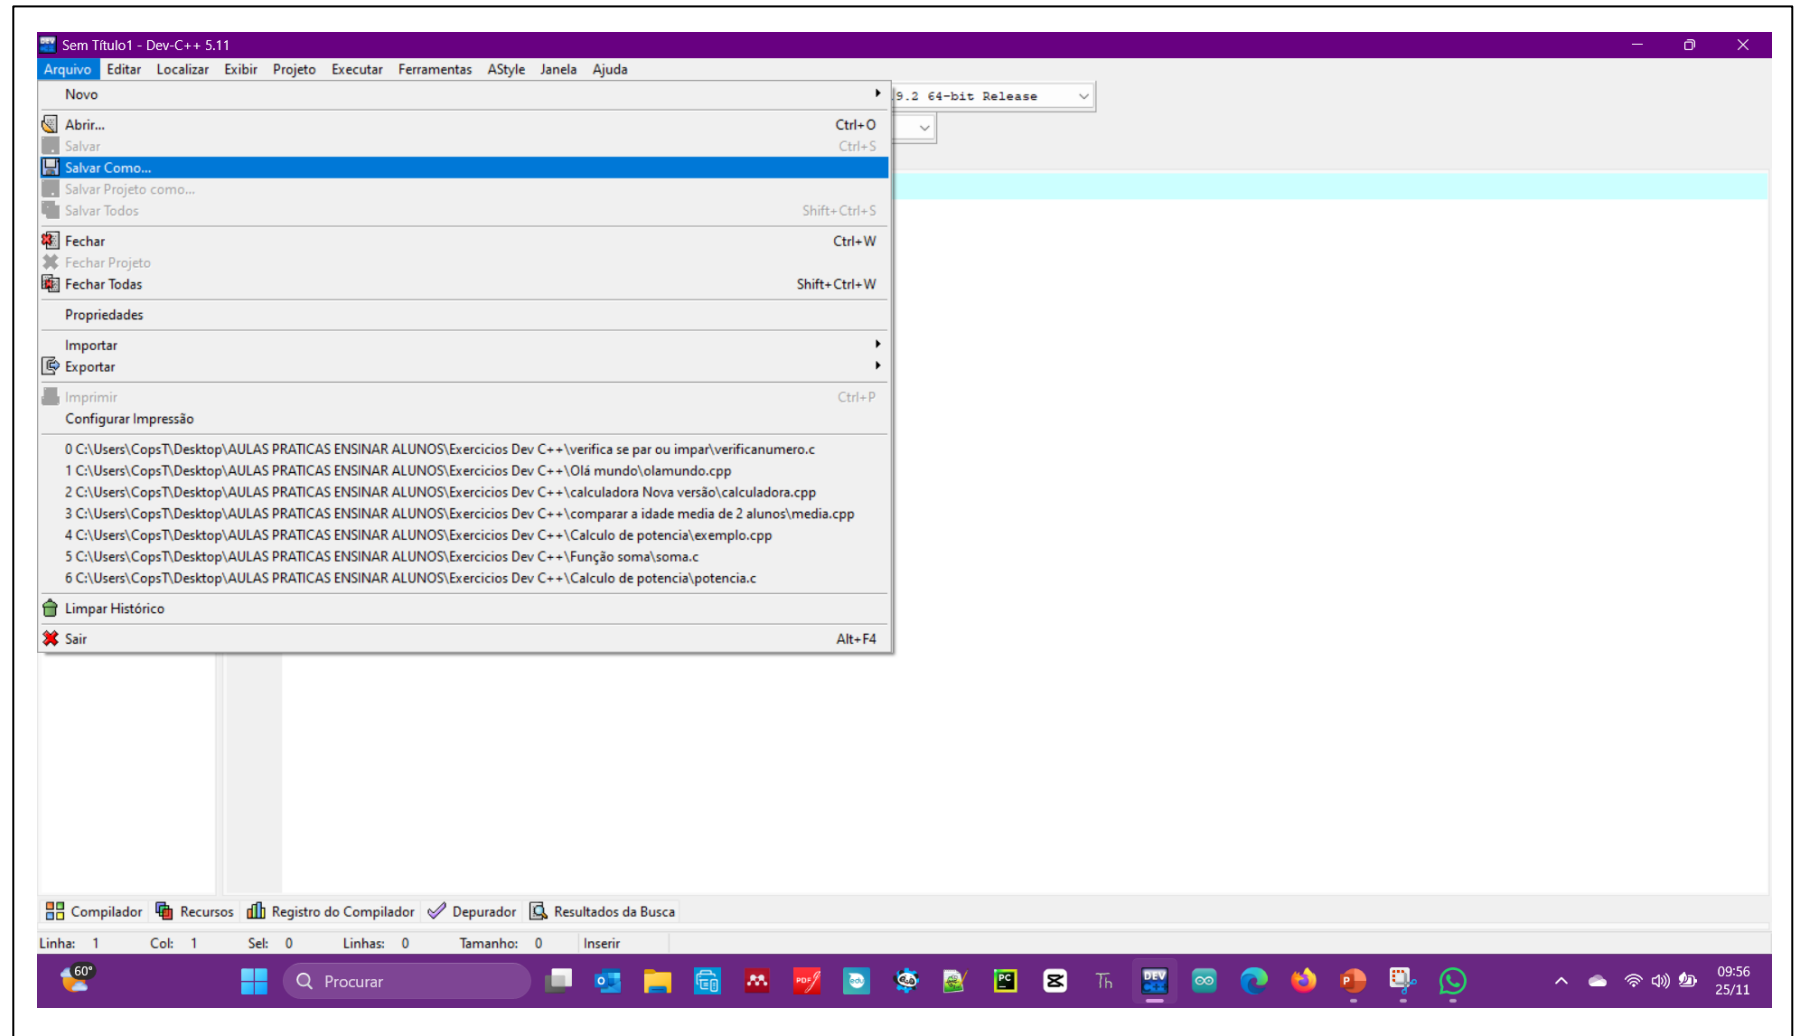 Sem Título1 - Dev-C++ 5.11
Arquivo Editar Localizar Exibir Projeto Executar Ferramentas AStyle Janela Ajuda
Novo
9.2 64-bit Release
Abrir... Ctrl+O
Salvar Ctrl+S
Salvar Como...
Salvar Projeto como...
Salvar Todos Shift+Ctrl+S
Fechar Ctrl+W
Fechar Projeto
Fechar Todas Shift+Ctrl+W
Propriedades
Importar
Exportar
Imprimir Ctrl+P
Configurar Impressão
0 C:\Users\CopsT\Desktop\AULAS PRATICAS ENSINAR ALUNOS\Exercicios Dev C++\verifica se par ou impar\verificanumero.c
1 C:\Users\CopsT\Desktop\AULAS PRATICAS ENSINAR ALUNOS\Exercicios Dev C++\Olá mundo\olamundo.cpp
2 C:\Users\CopsT\Desktop\AULAS PRATICAS ENSINAR ALUNOS\Exercicios Dev C++\calculadora Nova versão\calculadora.cpp
3 C:\Users\CopsT\Desktop\AULAS PRATICAS ENSINAR ALUNOS\Exercicios Dev C++\comparar a idade media de 2 alunos\media.cpp
4 C:\Users\CopsT\Desktop\AULAS PRATICAS ENSINAR ALUNOS\Exercicios Dev C++\Calculo de potencia\exemplo.cpp
5 C:\Users\CopsT\Desktop\AULAS PRATICAS ENSINAR ALUNOS\Exercicios Dev C++\Função soma\soma.c
6 C:\Users\CopsT\Desktop\AULAS PRATICAS ENSINAR ALUNOS\Exercicios Dev C++\Calculo de potencia\potencia.c
Limpar Histórico
Sair Alt+F4
Compilador Recursos Registro do Compilador Depurador Resultados da Busca
Linha: 1 Col: 1 Sel: 0 Linhas: 0 Tamanho: 0 Inserir
60° Procurar PDF edu PC Th DEV P 09:56
25/11